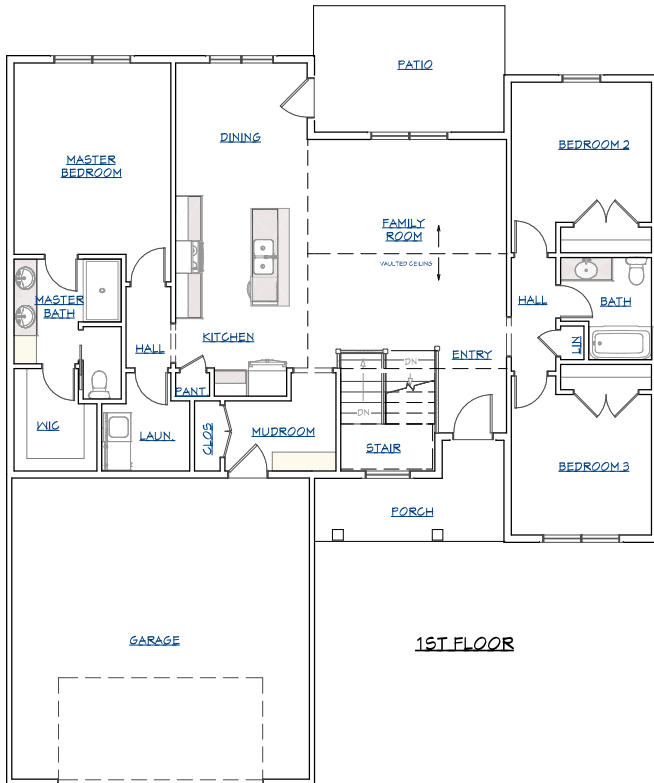 PATIO
DINING
BEDROOM 2
MASTER
BEDROOM
FAMILY
ROOM
VAULTED CEILING
MASTER
BATH
HALL
BATH
HALL
KITCHEN
LIN
ENTRY
DN
PANT
DN
WIC
LAUN.
CLOS
MUDROOM
STAIR
BEDROOM 3
PORCH
GARAGE
1ST FLOOR